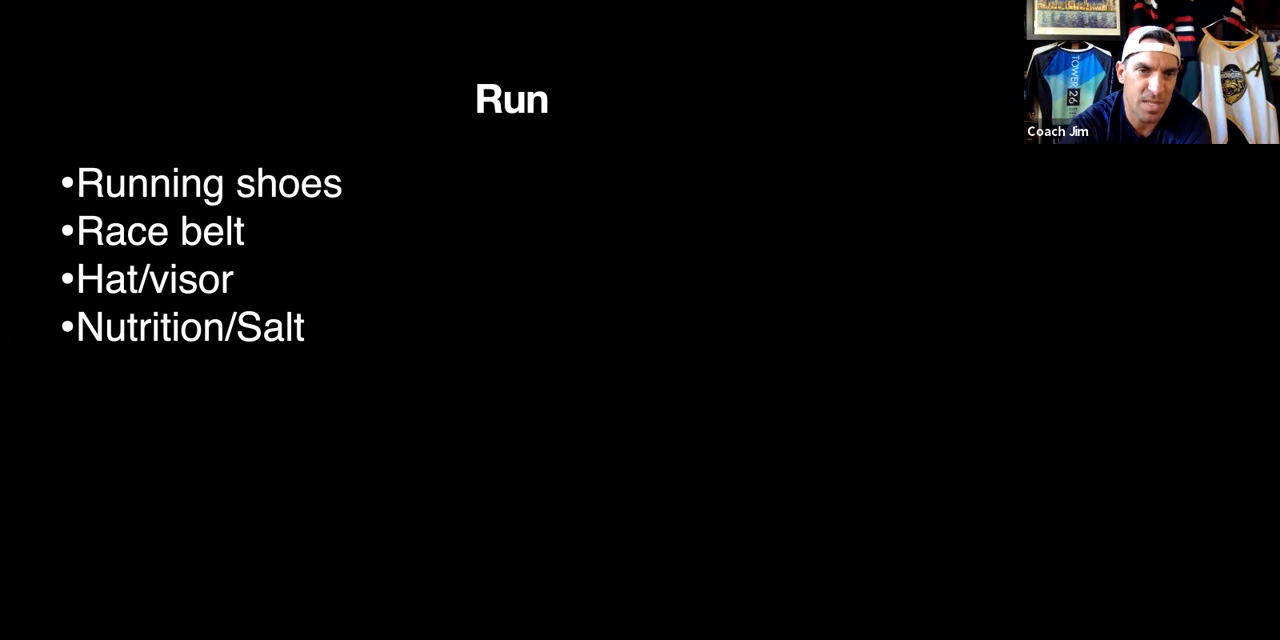 Run
•Running shoes
•Race belt
•Hat/visor
•Nutrition/Salt
TOWER 26
Coach Jim